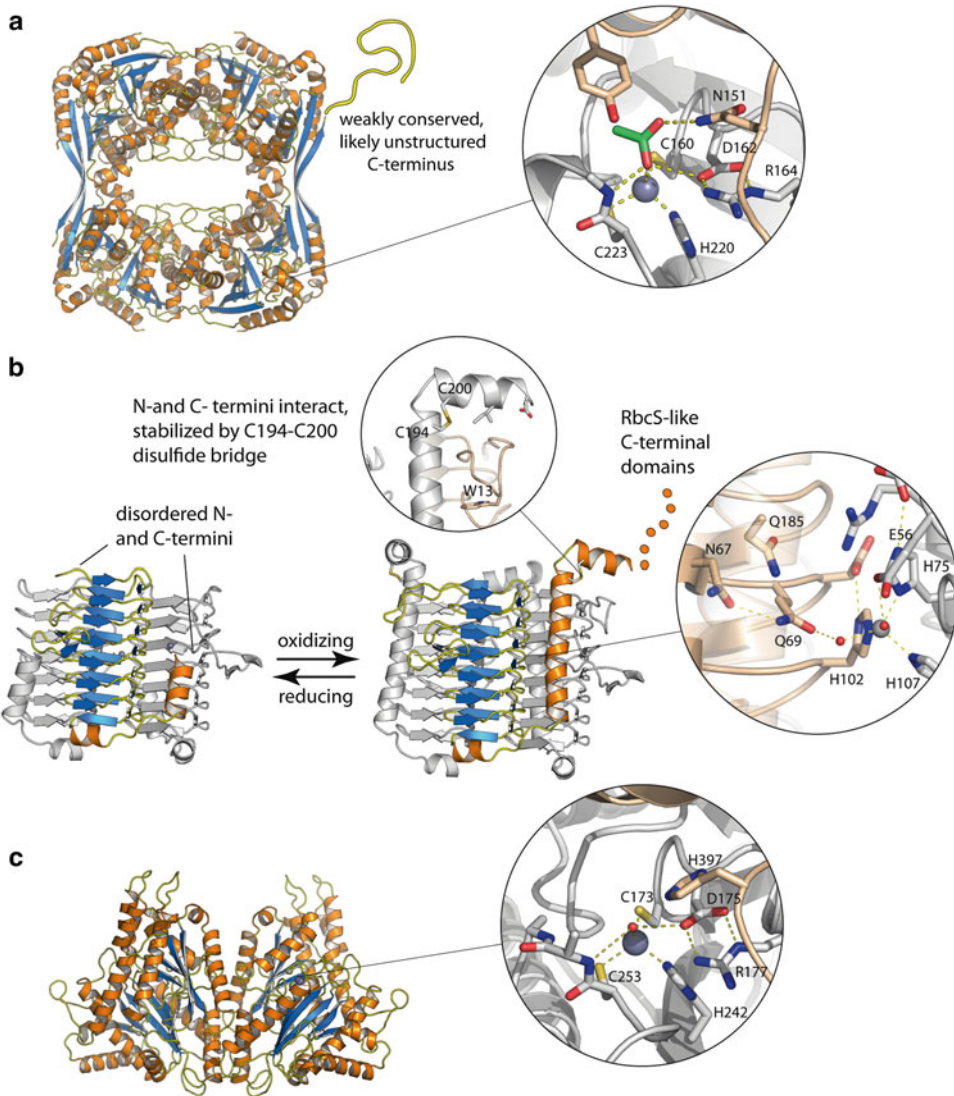 a
weakly conserved,
likely unstructured
C-terminus
N151
C160
D162
R164
C223
H220
b
N-and C- termini interact,
stabilized by C194-C200
disulfide bridge
C200
C194
W13
RbcS-like
C-terminal
domains
disordered N-
and C-termini
oxidizing
reducing
Q185
N67
E56
H75
Q69
H102
H107
c
H397
C173
D175
C253
R177
H242